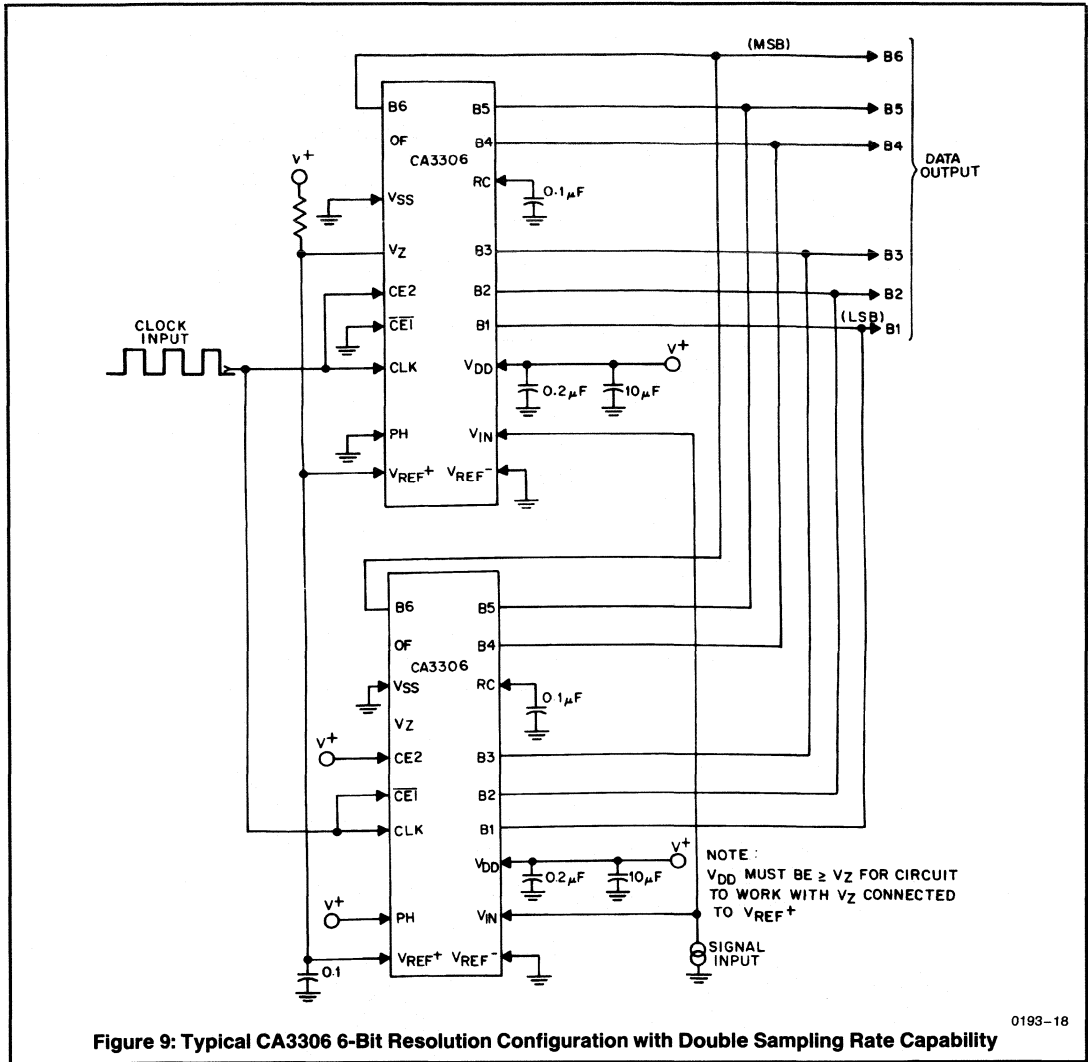 (MSB)
B6
B5
B4
DATA
OUTPUT
B3
B2
(LSB)
B1
B6
B5
OF
B4
CA3306
RC
0.1μF
V+
VSS
VZ
B3
CE2
B2
CLOCK
INPUT
CE1
B1
CLK
VDD
V+
0.2μF
10μF
PH
VIN
VREF+
VREF-
B6
B5
OF
B4
CA3306
VSS
RC
0.1μF
VZ
V+
CE2
B3
CE1
B2
CLK
B1
VDD
V+
0.2μF
10μF
NOTE:
VDD MUST BE ≥ VZ FOR CIRCUIT
TO WORK WITH VZ CONNECTED
TO VREF+
V+
PH
VIN
SIGNAL
INPUT
VREF+
VREF-
0.1
0193-18
Figure 9: Typical CA3306 6-Bit Resolution Configuration with Double Sampling Rate Capability